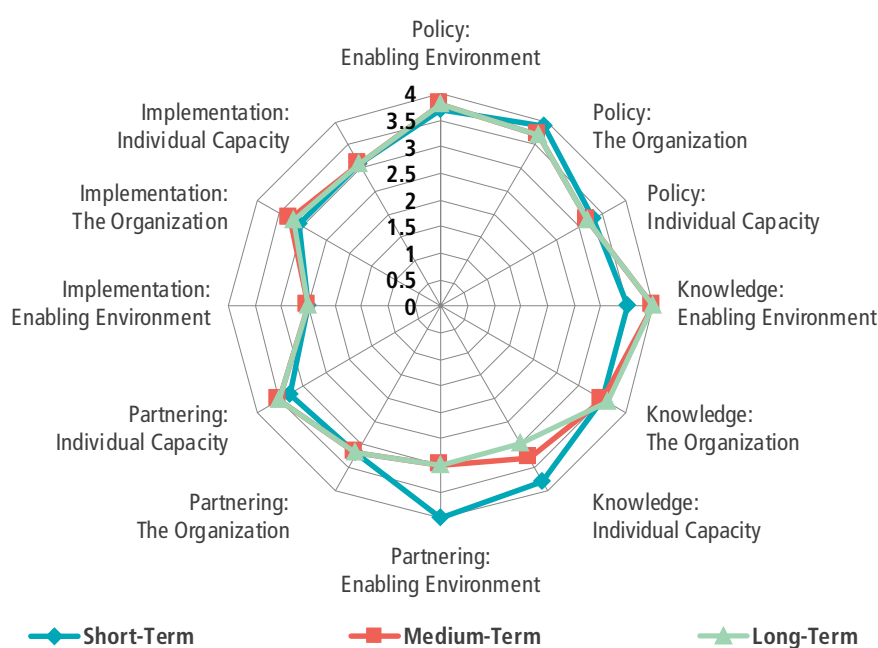 Policy:
Enabling Environment
Policy:
The Organization
Policy:
Individual Capacity
Knowledge:
Enabling Environment
Knowledge:
The Organization
Knowledge:
Individual Capacity
Partnering:
Enabling Environment
Partnering:
The Organization
Partnering:
Individual Capacity
Implementation:
Enabling Environment
Implementation:
The Organization
Implementation:
Individual Capacity
4
3.5
3
2.5
2
1.5
1
0.5
0
Short-Term Medium-Term Long-Term